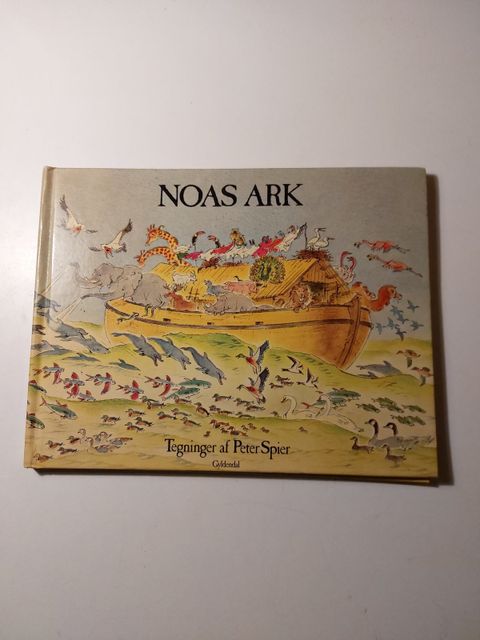 NOAS ARK
Tegninger af Peter Spier
Gyldendal